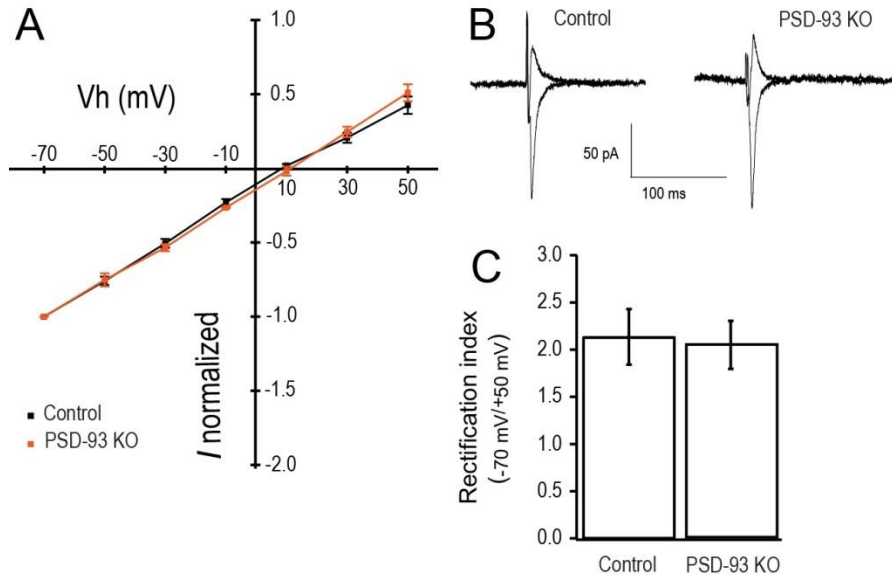 A
1.0
0.5
Vh (mV)
-70 -50 -30 -10
10 30 50
-0.5
-1.0
-1.5
-2.0
I normalized
Control
PSD-93 KO
B
Control PSD-93 KO
50 pA
100 ms
C
3.0
2.5
2.0
1.5
1.0
0.5
0.0
Rectification index
(-70 mV/+50 mV)
Control PSD-93 KO